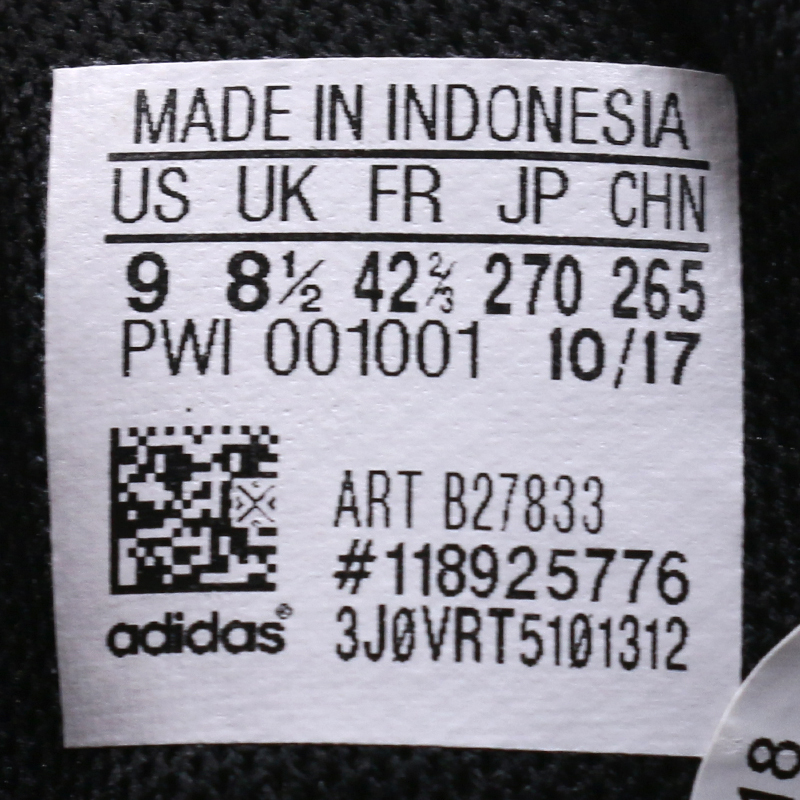 MADE IN INDONESIA
US UK FR JP CHN
9 8½ 42⅔ 270 265
PWI 001001 10/17
ART B27833
#118925776
adidas® 3J0VRT5101312
18